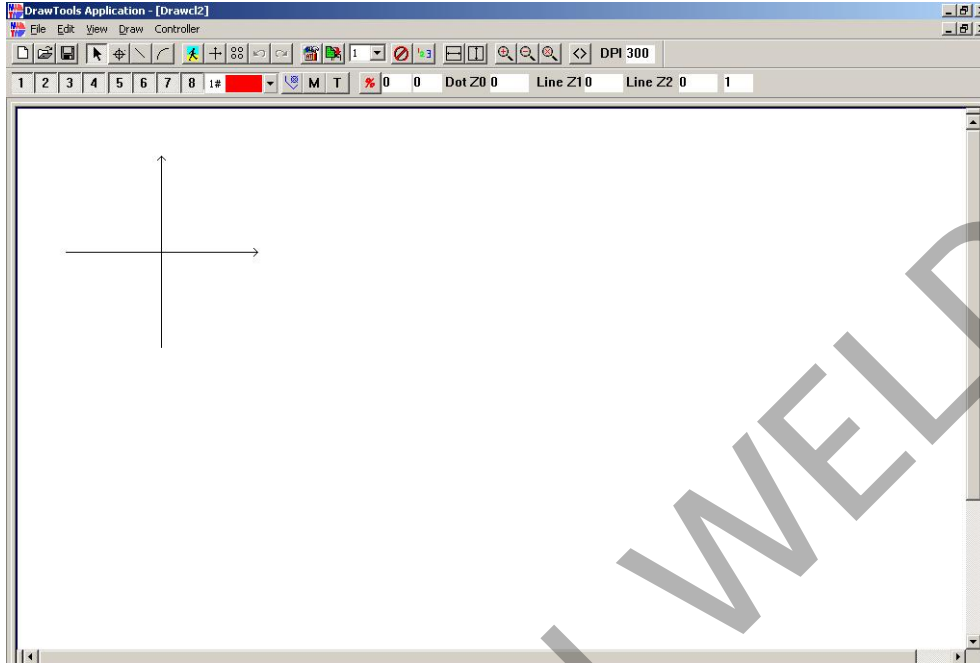 DrawTools Application - [Drawcl2]
File Edit View Draw Controller
1 DPI 300
1 2 3 4 5 6 7 8 1# M T % 0 0 Dot Z0 0 Line Z1 0 Line Z2 0 1
WELD